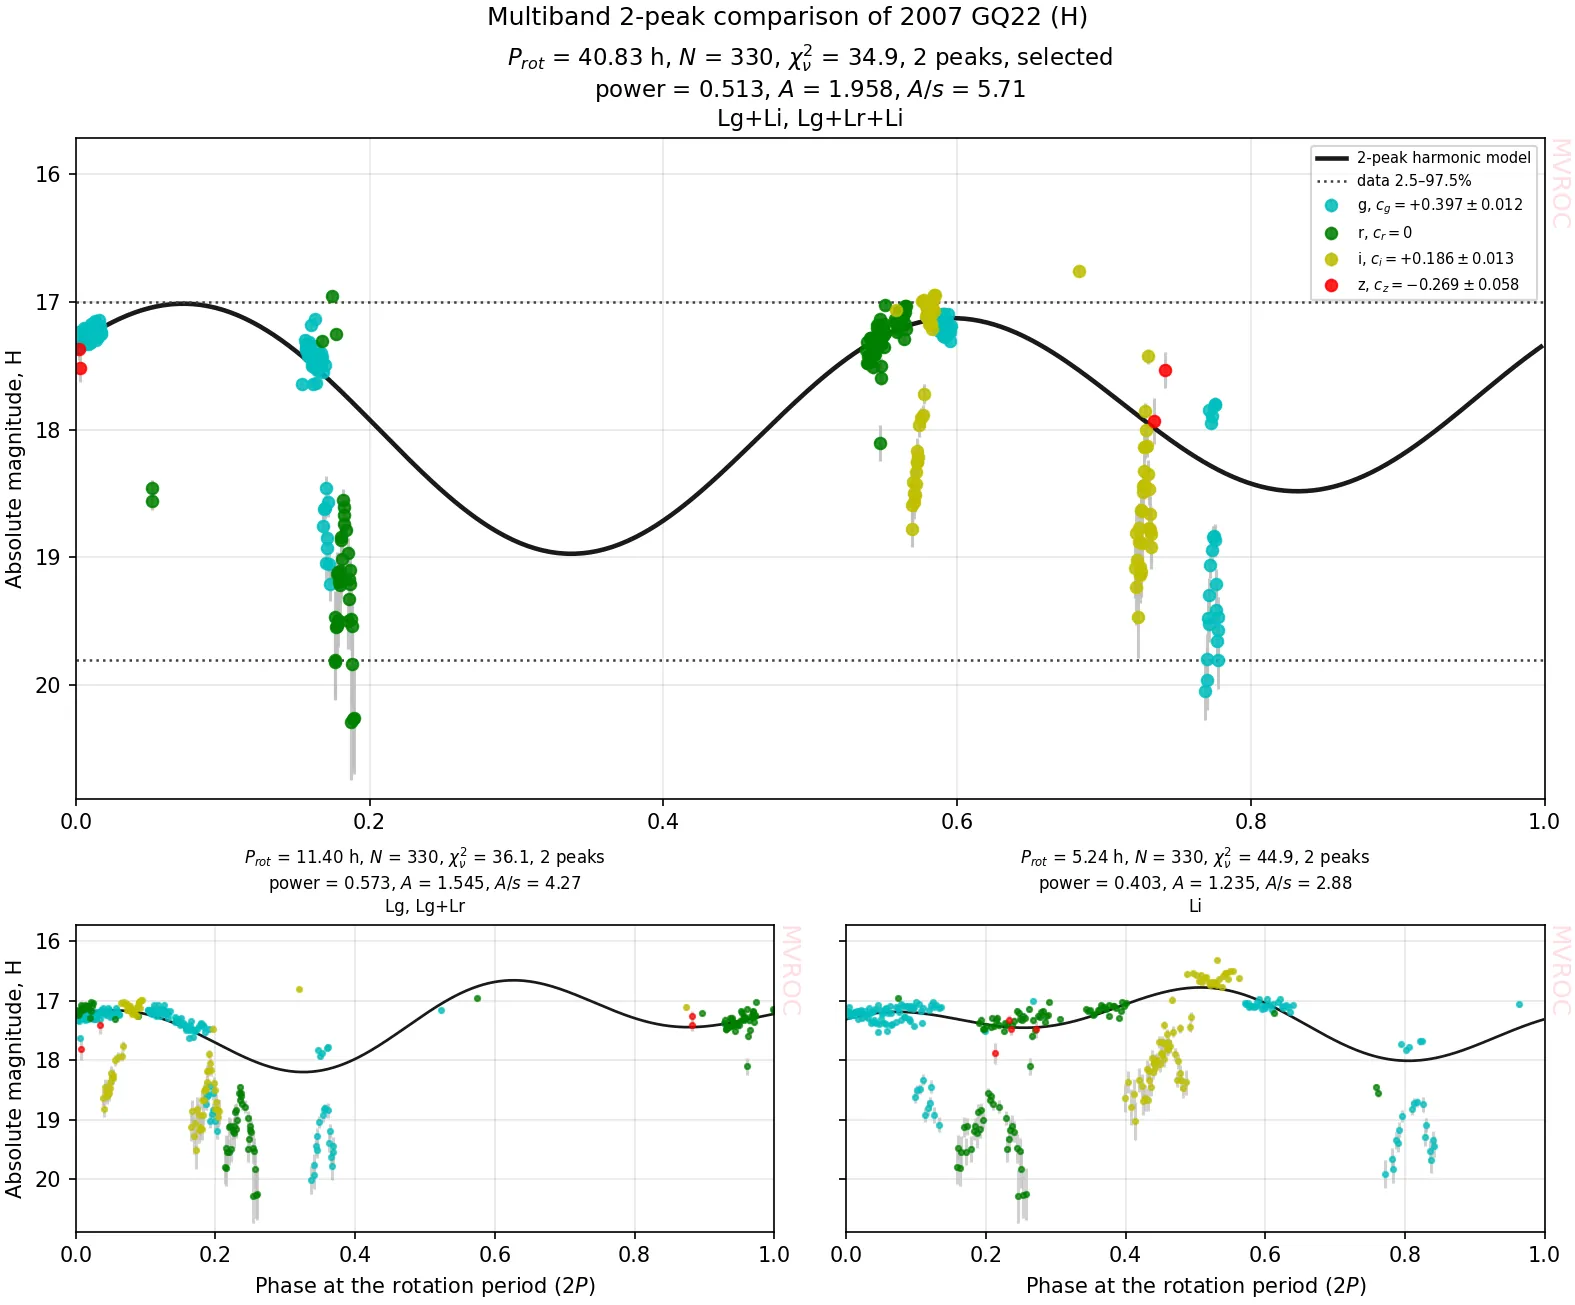 Multiband 2-peak comparison of 2007 GQ22 (H)
P_rot = 40.83 h, N = 330, χ²_ν = 34.9, 2 peaks, selected
power = 0.513, A = 1.958, A/s = 5.71
Lg+Li, Lg+Lr+Li
2-peak harmonic model
data 2.5–97.5%
g, c_g = +0.397 ± 0.012
r, c_r = 0
i, c_i = +0.186 ± 0.013
z, c_z = −0.269 ± 0.058
MVROC
Absolute magnitude, H
16
17
18
19
20
0.0 0.2 0.4 0.6 0.8 1.0
P_rot = 11.40 h, N = 330, χ²_ν = 36.1, 2 peaks
power = 0.573, A = 1.545, A/s = 4.27
Lg, Lg+Lr
MVROC
Absolute magnitude, H
16
17
18
19
20
0.0 0.2 0.4 0.6 0.8 1.0
Phase at the rotation period (2P)
P_rot = 5.24 h, N = 330, χ²_ν = 44.9, 2 peaks
power = 0.403, A = 1.235, A/s = 2.88
Li
MVROC
0.0 0.2 0.4 0.6 0.8 1.0
Phase at the rotation period (2P)